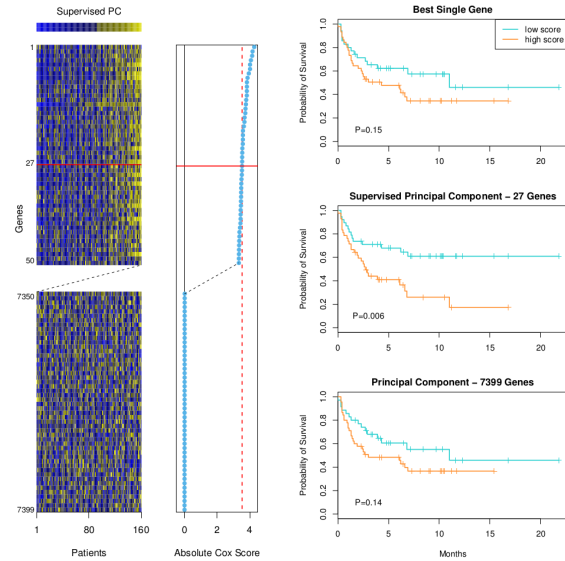 Supervised PC
1
27
50
7350
7399
Genes
1 80 160
Patients
0 2 4
Absolute Cox Score
Best Single Gene
low score
high score
Probability of Survival
0.0 0.2 0.4 0.6 0.8 1.0
P=0.15
0 5 10 15 20
Supervised Principal Component − 27 Genes
Probability of Survival
0.0 0.2 0.4 0.6 0.8 1.0
P=0.006
0 5 10 15 20
Principal Component − 7399 Genes
Probability of Survival
0.0 0.2 0.4 0.6 0.8 1.0
P=0.14
0 5 10 15 20
Months